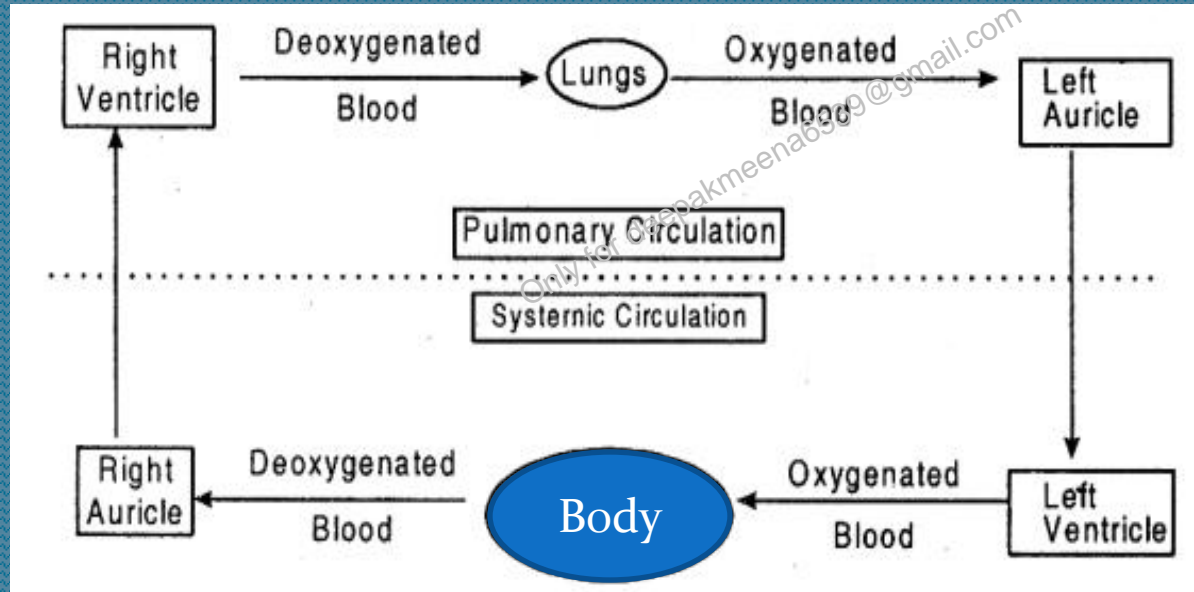 Right
Ventricle
Deoxygenated
Blood
Lungs
Oxygenated
Blood
Left
Auricle
Pulmonary Circulation
Systernic Circulation
Right
Auricle
Deoxygenated
Blood
Body
Oxygenated
Blood
Left
Ventricle